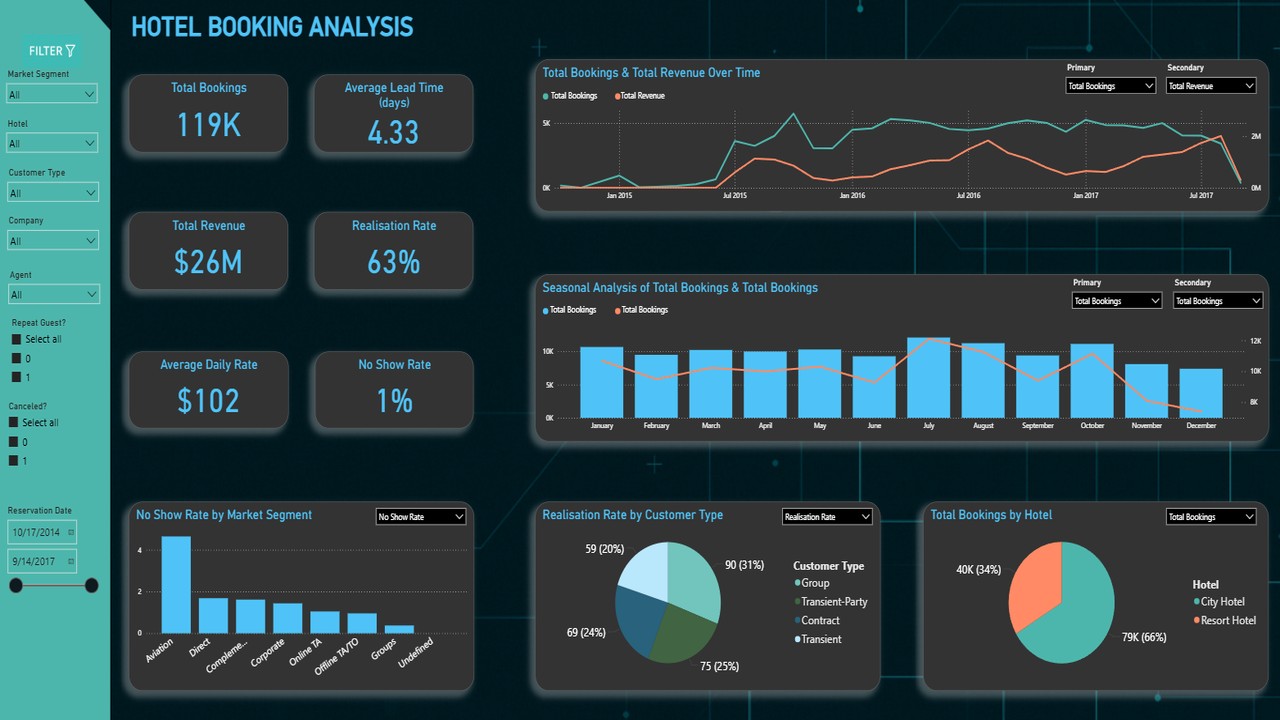 HOTEL BOOKING ANALYSIS
FILTER
Market Segment
All
Hotel
All
Customer Type
All
Company
All
Agent
All
Repeat Guest?
Select all
0
1
Canceled?
Select all
0
1
Reservation Date
10/17/2014
9/14/2017
Total Bookings
119K
Average Lead Time
(days)
4.33
Total Revenue
$26M
Realisation Rate
63%
Average Daily Rate
$102
No Show Rate
1%
Total Bookings & Total Revenue Over Time
Primary
Secondary
Total Bookings
Total Revenue
Total Bookings
Total Revenue
5K
0K
2M
0M
Jan 2015
Jul 2015
Jan 2016
Jul 2016
Jan 2017
Jul 2017
Seasonal Analysis of Total Bookings & Total Bookings
Primary
Secondary
Total Bookings
Total Bookings
Total Bookings
Total Bookings
10K
5K
0K
12K
10K
8K
January
February
March
April
May
June
July
August
September
October
November
December
No Show Rate by Market Segment
No Show Rate
4
2
0
Aviation
Direct
Compleme...
Corporate
Online TA
Offline TA/TO
Groups
Undefined
Realisation Rate by Customer Type
Realisation Rate
59 (20%)
90 (31%)
69 (24%)
75 (25%)
Customer Type
Group
Transient-Party
Contract
Transient
Total Bookings by Hotel
Total Bookings
40K (34%)
79K (66%)
Hotel
City Hotel
Resort Hotel